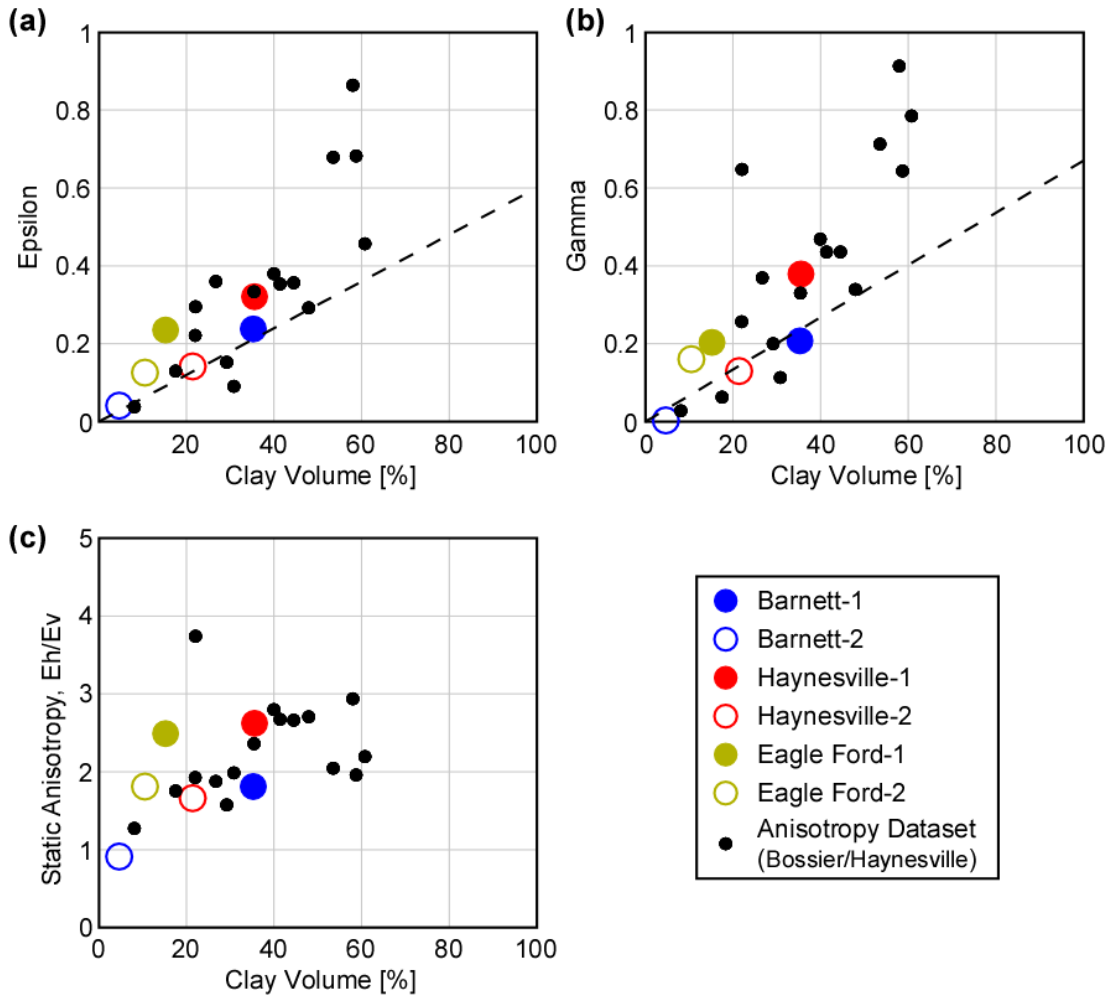 (a)
1
0.8
0.6
0.4
0.2
0
Epsilon
20 40 60 80 100
Clay Volume [%]
(b)
1
0.8
0.6
0.4
0.2
0
Gamma
0 20 40 60 80 100
Clay Volume [%]
(c)
5
4
3
2
1
0
Static Anisotropy, Eh/Ev
0 20 40 60 80 100
Clay Volume [%]
Barnett-1
Barnett-2
Haynesville-1
Haynesville-2
Eagle Ford-1
Eagle Ford-2
Anisotropy Dataset
(Bossier/Haynesville)